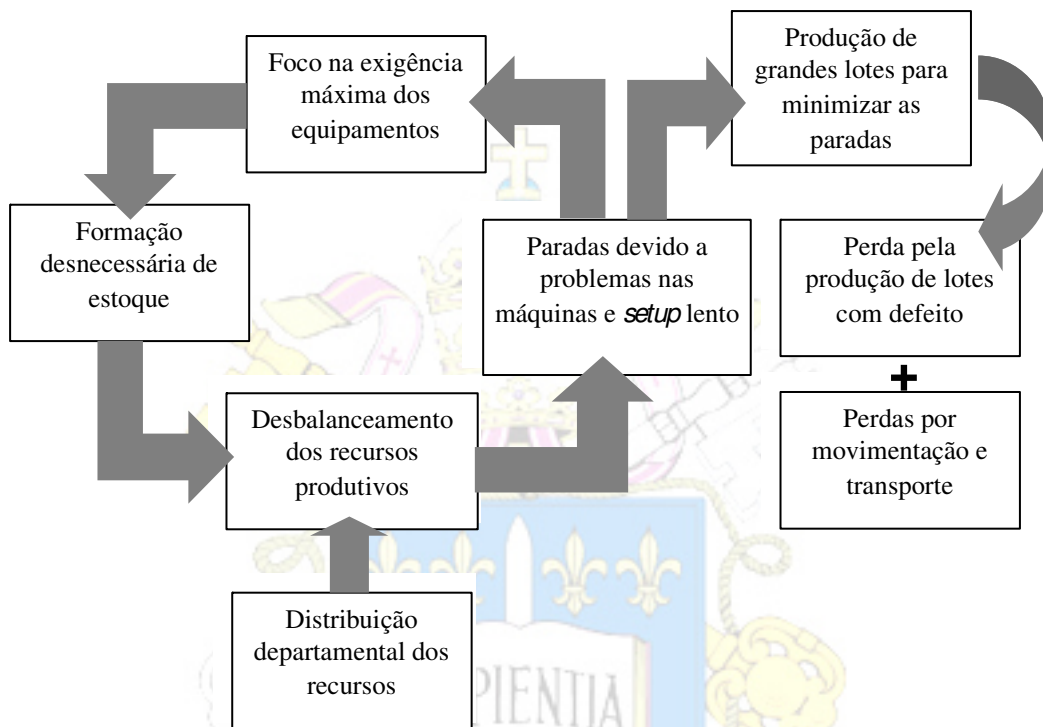 Foco na exigência
máxima dos
equipamentos
Produção de
grandes lotes para
minimizar as
paradas
Formação
desnecessária de
estoque
Paradas devido a
problemas nas
máquinas e setup lento
Perda pela
produção de lotes
com defeito
+
Perdas por
movimentação e
transporte
Desbalanceamento
dos recursos
produtivos
Distribuição
departamental dos
recursos